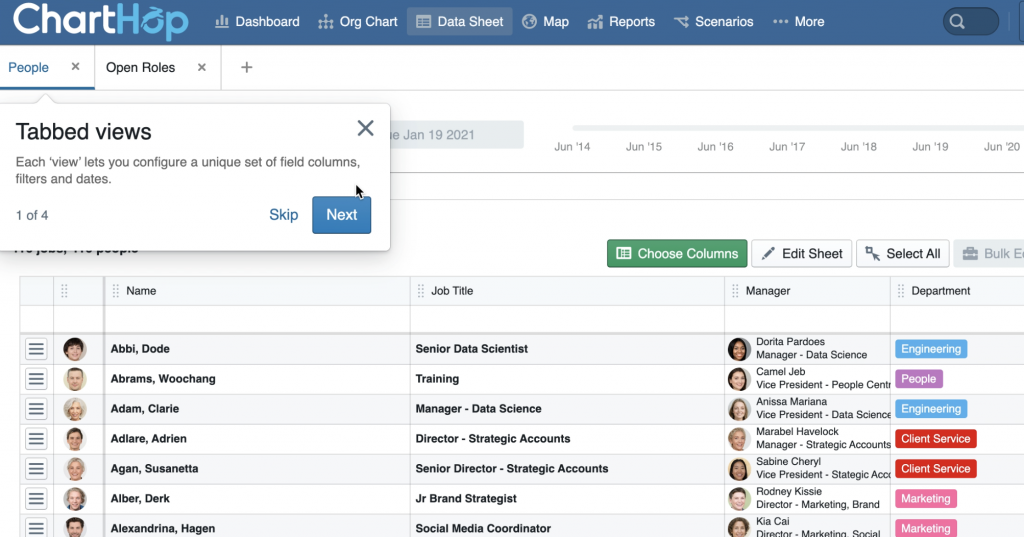 ChartHop Dashboard Org Chart Data Sheet Map Reports Scenarios More
People Open Roles
Tabbed views
Each ‘view’ lets you configure a unique set of field columns,
filters and dates.
1 of 4 Skip Next
Jan 19 2021
Jun '14 Jun '15 Jun '16 Jun '17 Jun '18 Jun '19 Jun '20
Choose Columns Edit Sheet Select All Bulk
Name Job Title Manager Department
Abbi, Dode Senior Data Scientist Dorita Pardoes Engineering
Manager - Data Science
Abrams, Woochang Training Camel Jeb People
Vice President - People Centr
Adam, Clarie Manager - Data Science Anissa Mariana Engineering
Vice President - Data Science
Adlare, Adrien Director - Strategic Accounts Marabel Havelock Client Service
Manager - Strategic Accounts
Agan, Susanetta Senior Director - Strategic Accounts Sabine Cheryl Client Service
Vice President - Stategic Acco
Alber, Derk Jr Brand Strategist Rodney Kissie Marketing
Director - Marketing, Brand
Alexandrina, Hagen Social Media Coordinator Kia Cai Marketing
Director - Marketing, Social